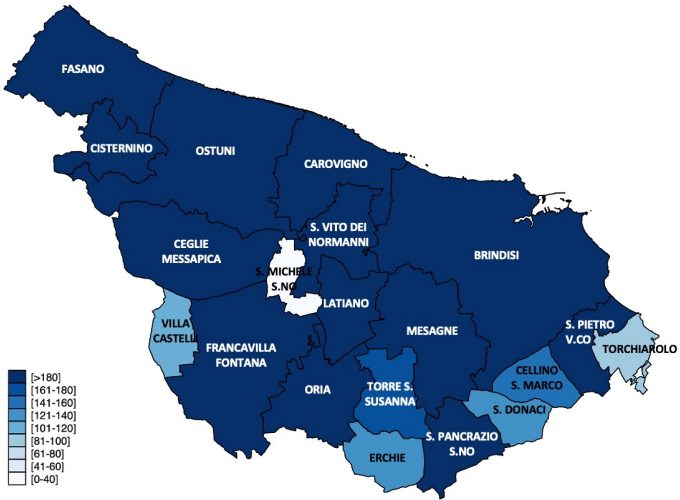 FASANO
CISTERNINO
OSTUNI
CAROVIGNO
S. VITO DEI
NORMANNI
CEGLIE
MESSAPICA
BRINDISI
S. MICHELE
S.NO
LATIANO
VILLA
CASTELLI
FRANCAVILLA
FONTANA
MESAGNE
S. PIETRO
V.CO
TORCHIAROLO
ORIA
TORRE S.
SUSANNA
CELLINO
S. MARCO
S. DONACI
S. PANCRAZIO
S.NO
ERCHIE
[>180]
[161-180]
[141-160]
[121-140]
[101-120]
[81-100]
[61-80]
[41-60]
[0-40]